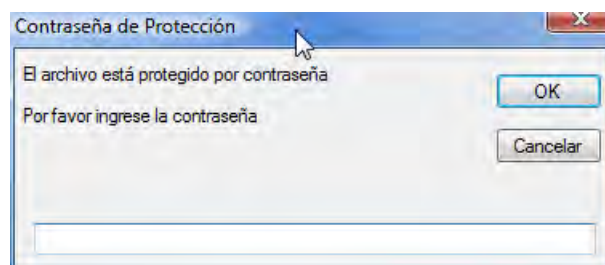 Contraseña de Protección
El archivo está protegido por contraseña
OK
Por favor ingrese la contraseña
Cancelar